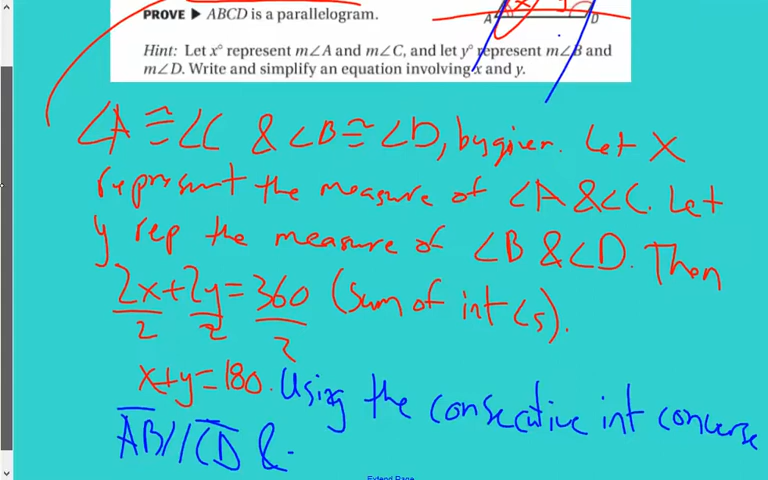 PROVE ▶ ABCD is a parallelogram.
A x y D
Hint: Let x° represent m∠A and m∠C, and let y° represent m∠B and
m∠D. Write and simplify an equation involving x and y.
∠A ≅ ∠C & ∠B ≅ ∠D, by given. Let X
represent the measure of ∠A & ∠C. Let
y rep the measure of ∠B & ∠D. Then
2x+2y=360 (Sum of int ∠s).
2 2 2
x+y=180. Using the consecutive int converse
AB // CD &
Extend Page